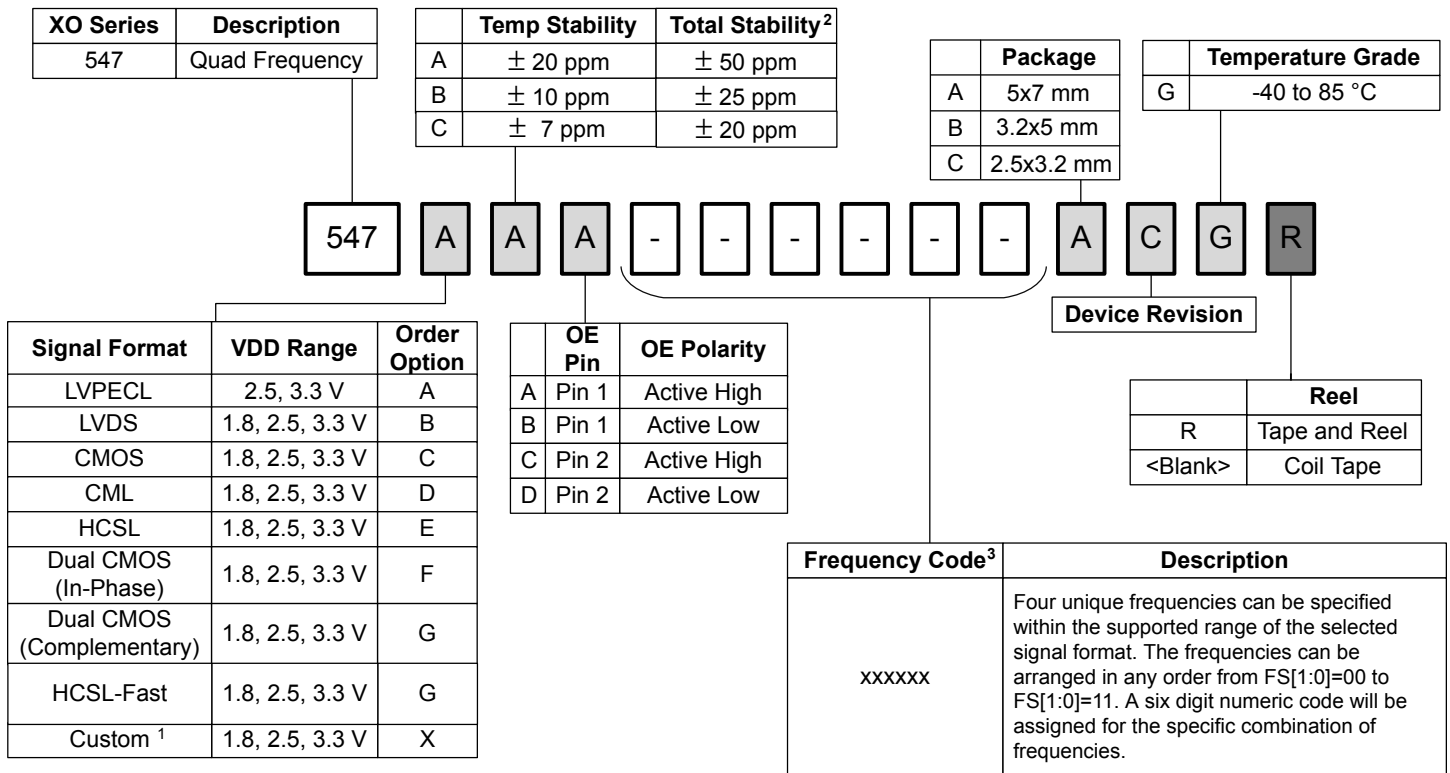 XO Series Description
547 Quad Frequency
Temp Stability Total Stability²
A ± 20 ppm ± 50 ppm
B ± 10 ppm ± 25 ppm
C ± 7 ppm ± 20 ppm
Package
A 5x7 mm
B 3.2x5 mm
C 2.5x3.2 mm
Temperature Grade
G -40 to 85 °C
547 A A A - - - - - - A C G R
Device Revision
Signal Format VDD Range Order
Option
LVPECL 2.5, 3.3 V A
LVDS 1.8, 2.5, 3.3 V B
CMOS 1.8, 2.5, 3.3 V C
CML 1.8, 2.5, 3.3 V D
HCSL 1.8, 2.5, 3.3 V E
Dual CMOS
(In-Phase) 1.8, 2.5, 3.3 V F
Dual CMOS
(Complementary) 1.8, 2.5, 3.3 V G
HCSL-Fast 1.8, 2.5, 3.3 V G
Custom ¹ 1.8, 2.5, 3.3 V X
OE
Pin OE Polarity
A Pin 1 Active High
B Pin 1 Active Low
C Pin 2 Active High
D Pin 2 Active Low
Reel
R Tape and Reel
<Blank> Coil Tape
Frequency Code³ Description
xxxxxx
Four unique frequencies can be specified
within the supported range of the selected
signal format. The frequencies can be
arranged in any order from FS[1:0]=00 to
FS[1:0]=11. A six digit numeric code will be
assigned for the specific combination of
frequencies.